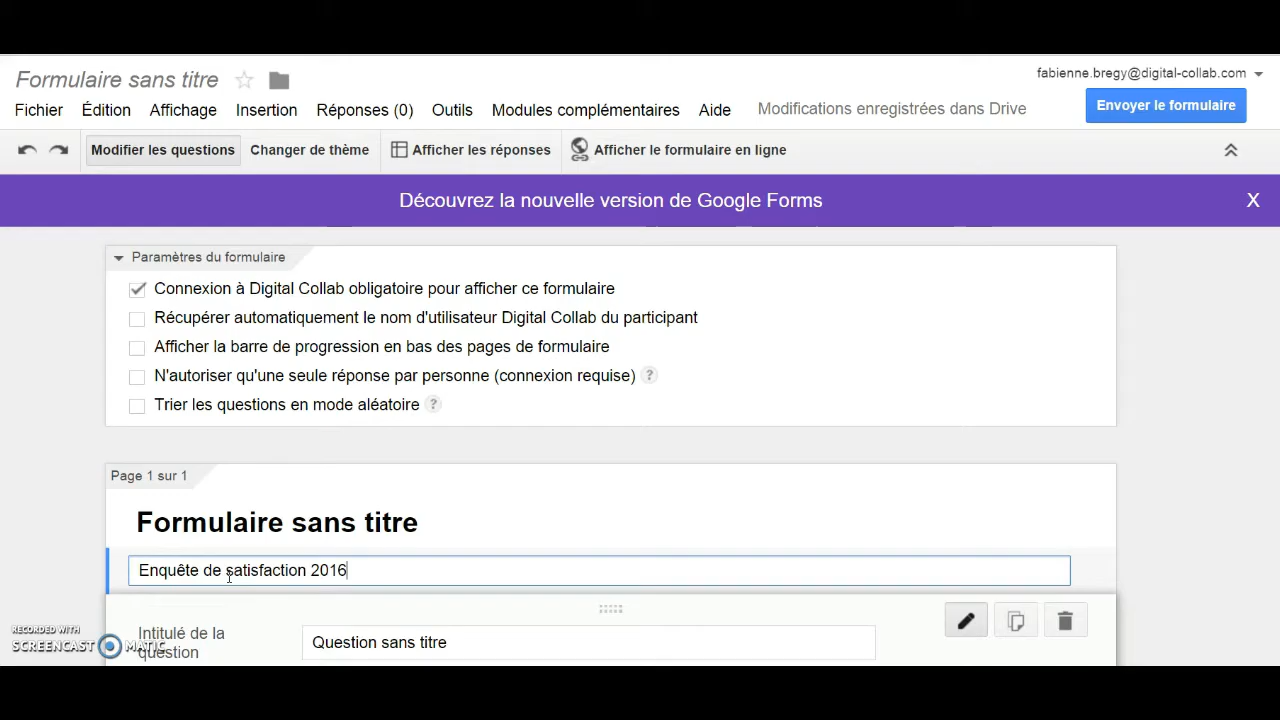 Formulaire sans titre
fabienne.bregy@digital-collab.com
Fichier Édition Affichage Insertion Réponses (0) Outils Modules complémentaires Aide Modifications enregistrées dans Drive
Envoyer le formulaire
Modifier les questions Changer de thème Afficher les réponses Afficher le formulaire en ligne
Découvrez la nouvelle version de Google Forms X
Paramètres du formulaire
Connexion à Digital Collab obligatoire pour afficher ce formulaire
Récupérer automatiquement le nom d'utilisateur Digital Collab du participant
Afficher la barre de progression en bas des pages de formulaire
N'autoriser qu'une seule réponse par personne (connexion requise) ?
Trier les questions en mode aléatoire ?
Page 1 sur 1
Formulaire sans titre
Enquête de satisfaction 2016
Intitulé de la
question
Question sans titre
RECORDED WITH
SCREENCAST MATIC